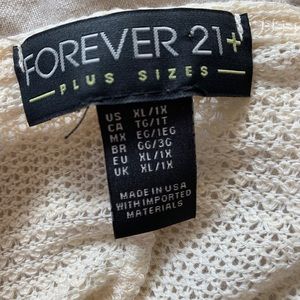 FOREVER 21+
PLUS SIZES
US XL/1X
CA TG/1T
MX EG/1EG
BR GG/3G
EU XL/1X
UK XL/1X
MADE IN USA
WITH IMPORTED
MATERIALS